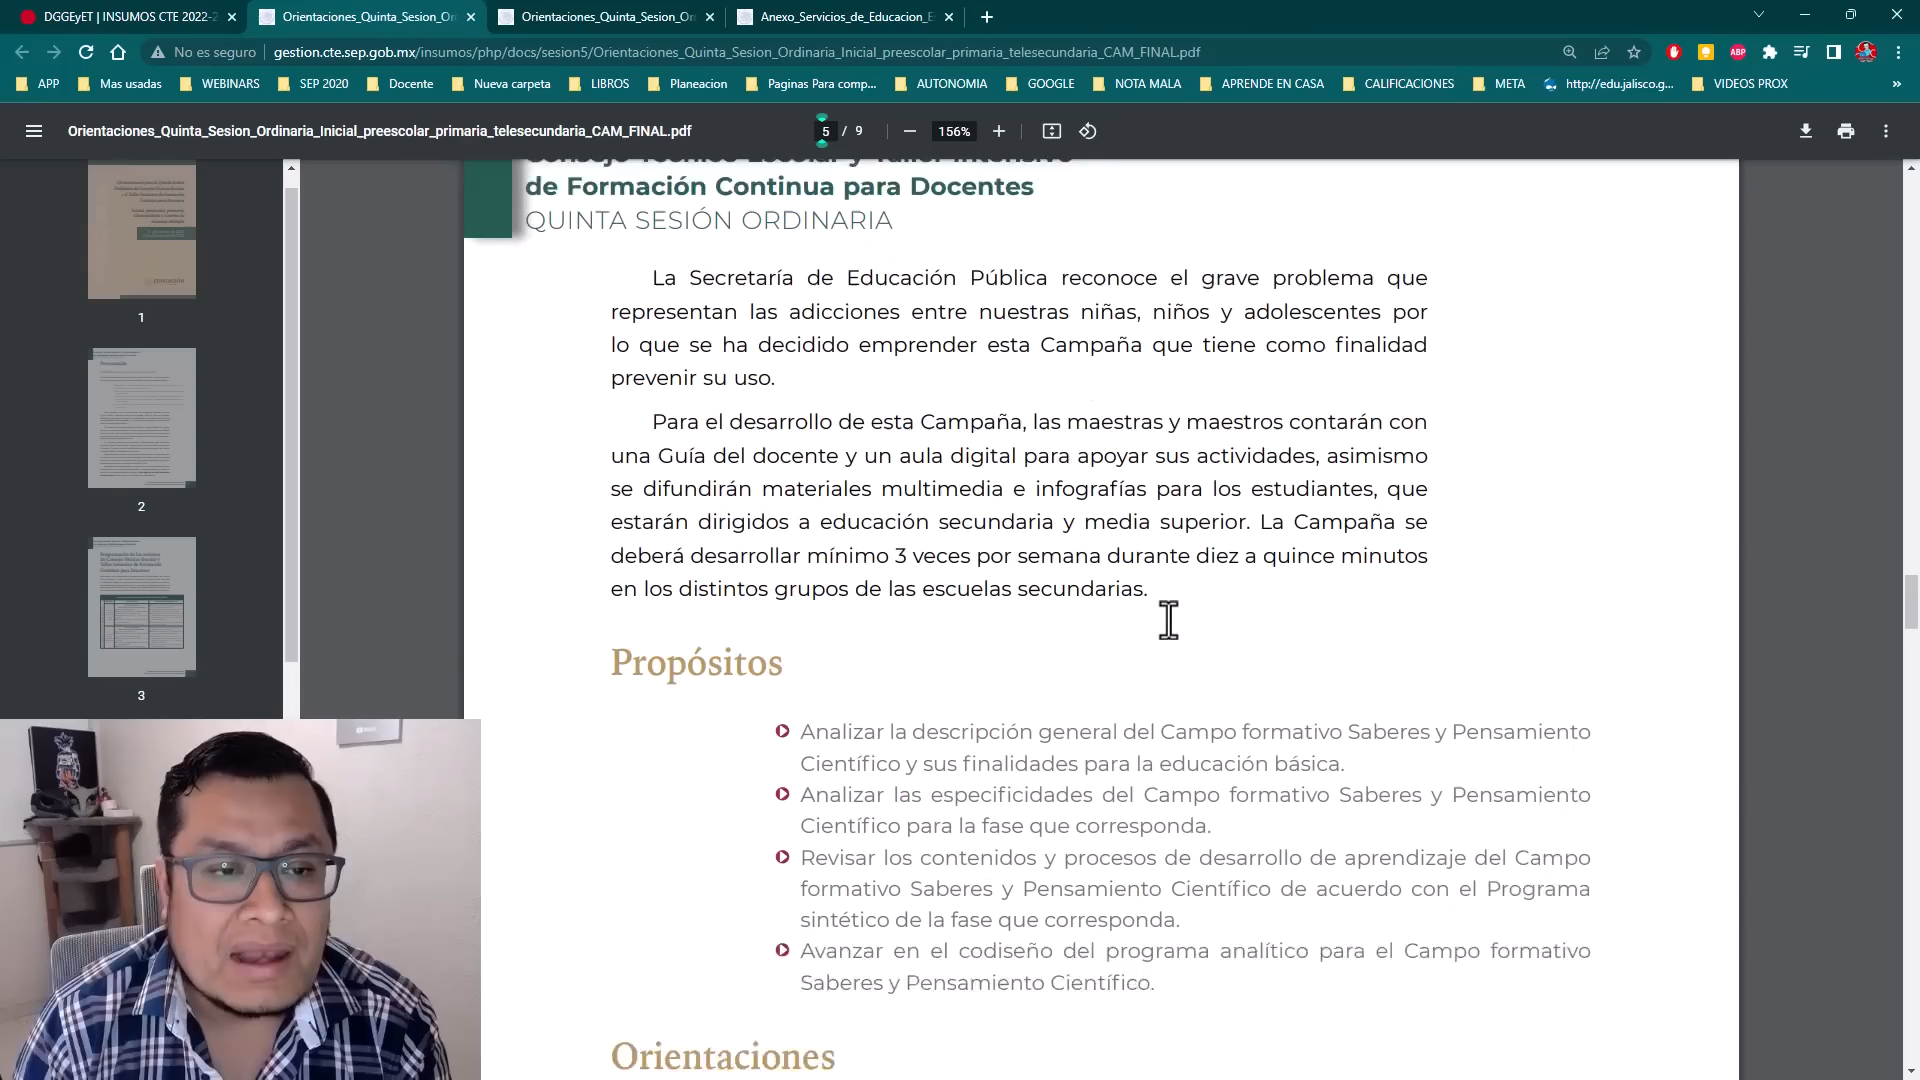 DGGEyET | INSUMOS CTE 2022-2
Orientaciones_Quinta_Sesion_Ordin
Orientaciones_Quinta_Sesion_Or
Anexo_Servicios_de_Educacion_E
No es seguro
gestion.cte.sep.gob.mx/insumos/php/docs/sesion5/Orientaciones_Quinta_Sesion_Ordinaria_Inicial_preescolar_primaria_telesecundaria_CAM_FINAL.pdf
ABP
APP
Mas usadas
WEBINARS
SEP 2020
Docente
Nueva carpeta
LIBROS
Planeacion
Paginas Para comp...
AUTONOMIA
GOOGLE
NOTA MALA
APRENDE EN CASA
CALIFICACIONES
META
http://edu.jalisco.g...
VIDEOS PROX
Orientaciones_Quinta_Sesion_Ordinaria_Inicial_preescolar_primaria_telesecundaria_CAM_FINAL.pdf
5 / 9
156%
1
2
3
Consejo Técnico Escolar y Taller Intensivo
de Formación Continua para Docentes
QUINTA SESIÓN ORDINARIA
La Secretaría de Educación Pública reconoce el grave problema que
representan las adicciones entre nuestras niñas, niños y adolescentes por
lo que se ha decidido emprender esta Campaña que tiene como finalidad
prevenir su uso.
Para el desarrollo de esta Campaña, las maestras y maestros contarán con
una Guía del docente y un aula digital para apoyar sus actividades, asimismo
se difundirán materiales multimedia e infografías para los estudiantes, que
estarán dirigidos a educación secundaria y media superior. La Campaña se
deberá desarrollar mínimo 3 veces por semana durante diez a quince minutos
en los distintos grupos de las escuelas secundarias.
Propósitos
Analizar la descripción general del Campo formativo Saberes y Pensamiento
Científico y sus finalidades para la educación básica.
Analizar las especificidades del Campo formativo Saberes y Pensamiento
Científico para la fase que corresponda.
Revisar los contenidos y procesos de desarrollo de aprendizaje del Campo
formativo Saberes y Pensamiento Científico de acuerdo con el Programa
sintético de la fase que corresponda.
Avanzar en el codiseño del programa analítico para el Campo formativo
Saberes y Pensamiento Científico.
Orientaciones